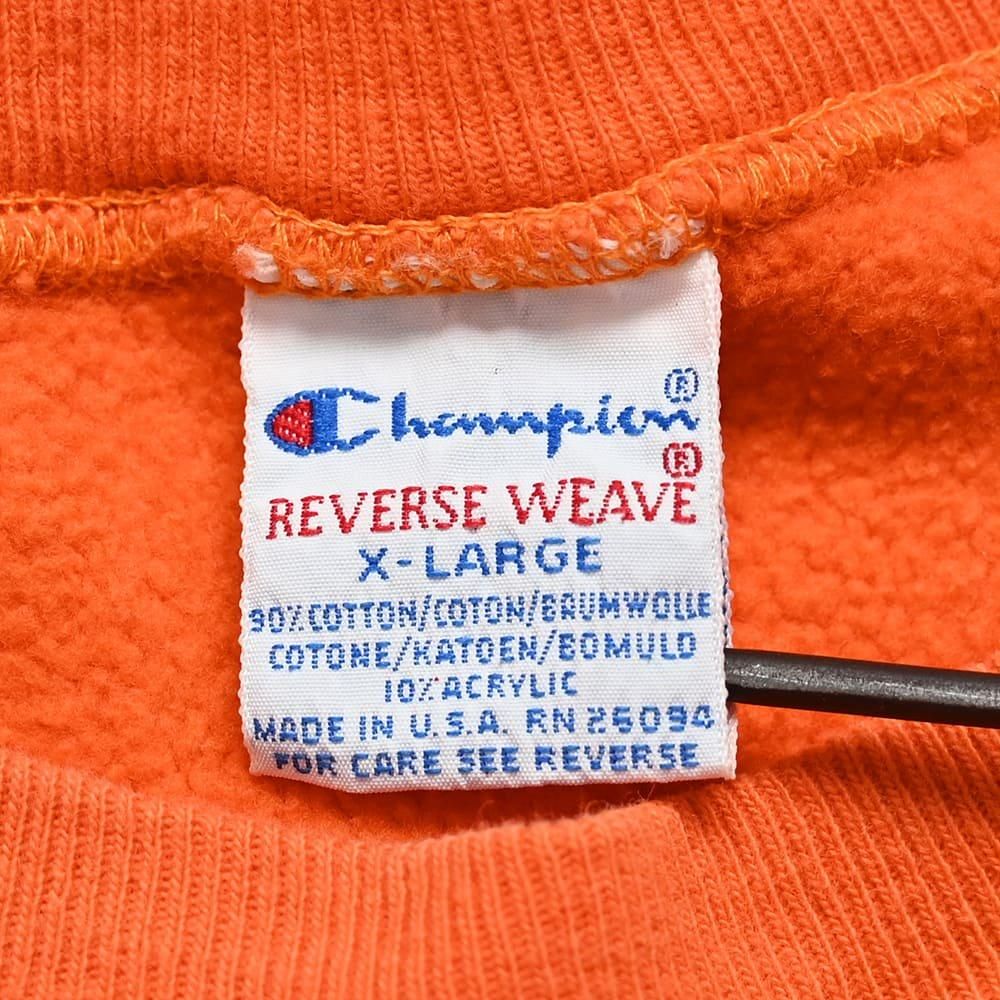 Champion®
REVERSE WEAVE®
X-LARGE
90% COTTON/COTON/BAUMWOLLE
COTONE/KATOEN/BOMULD
10% ACRYLIC
MADE IN U.S.A. RN 26094
FOR CARE SEE REVERSE